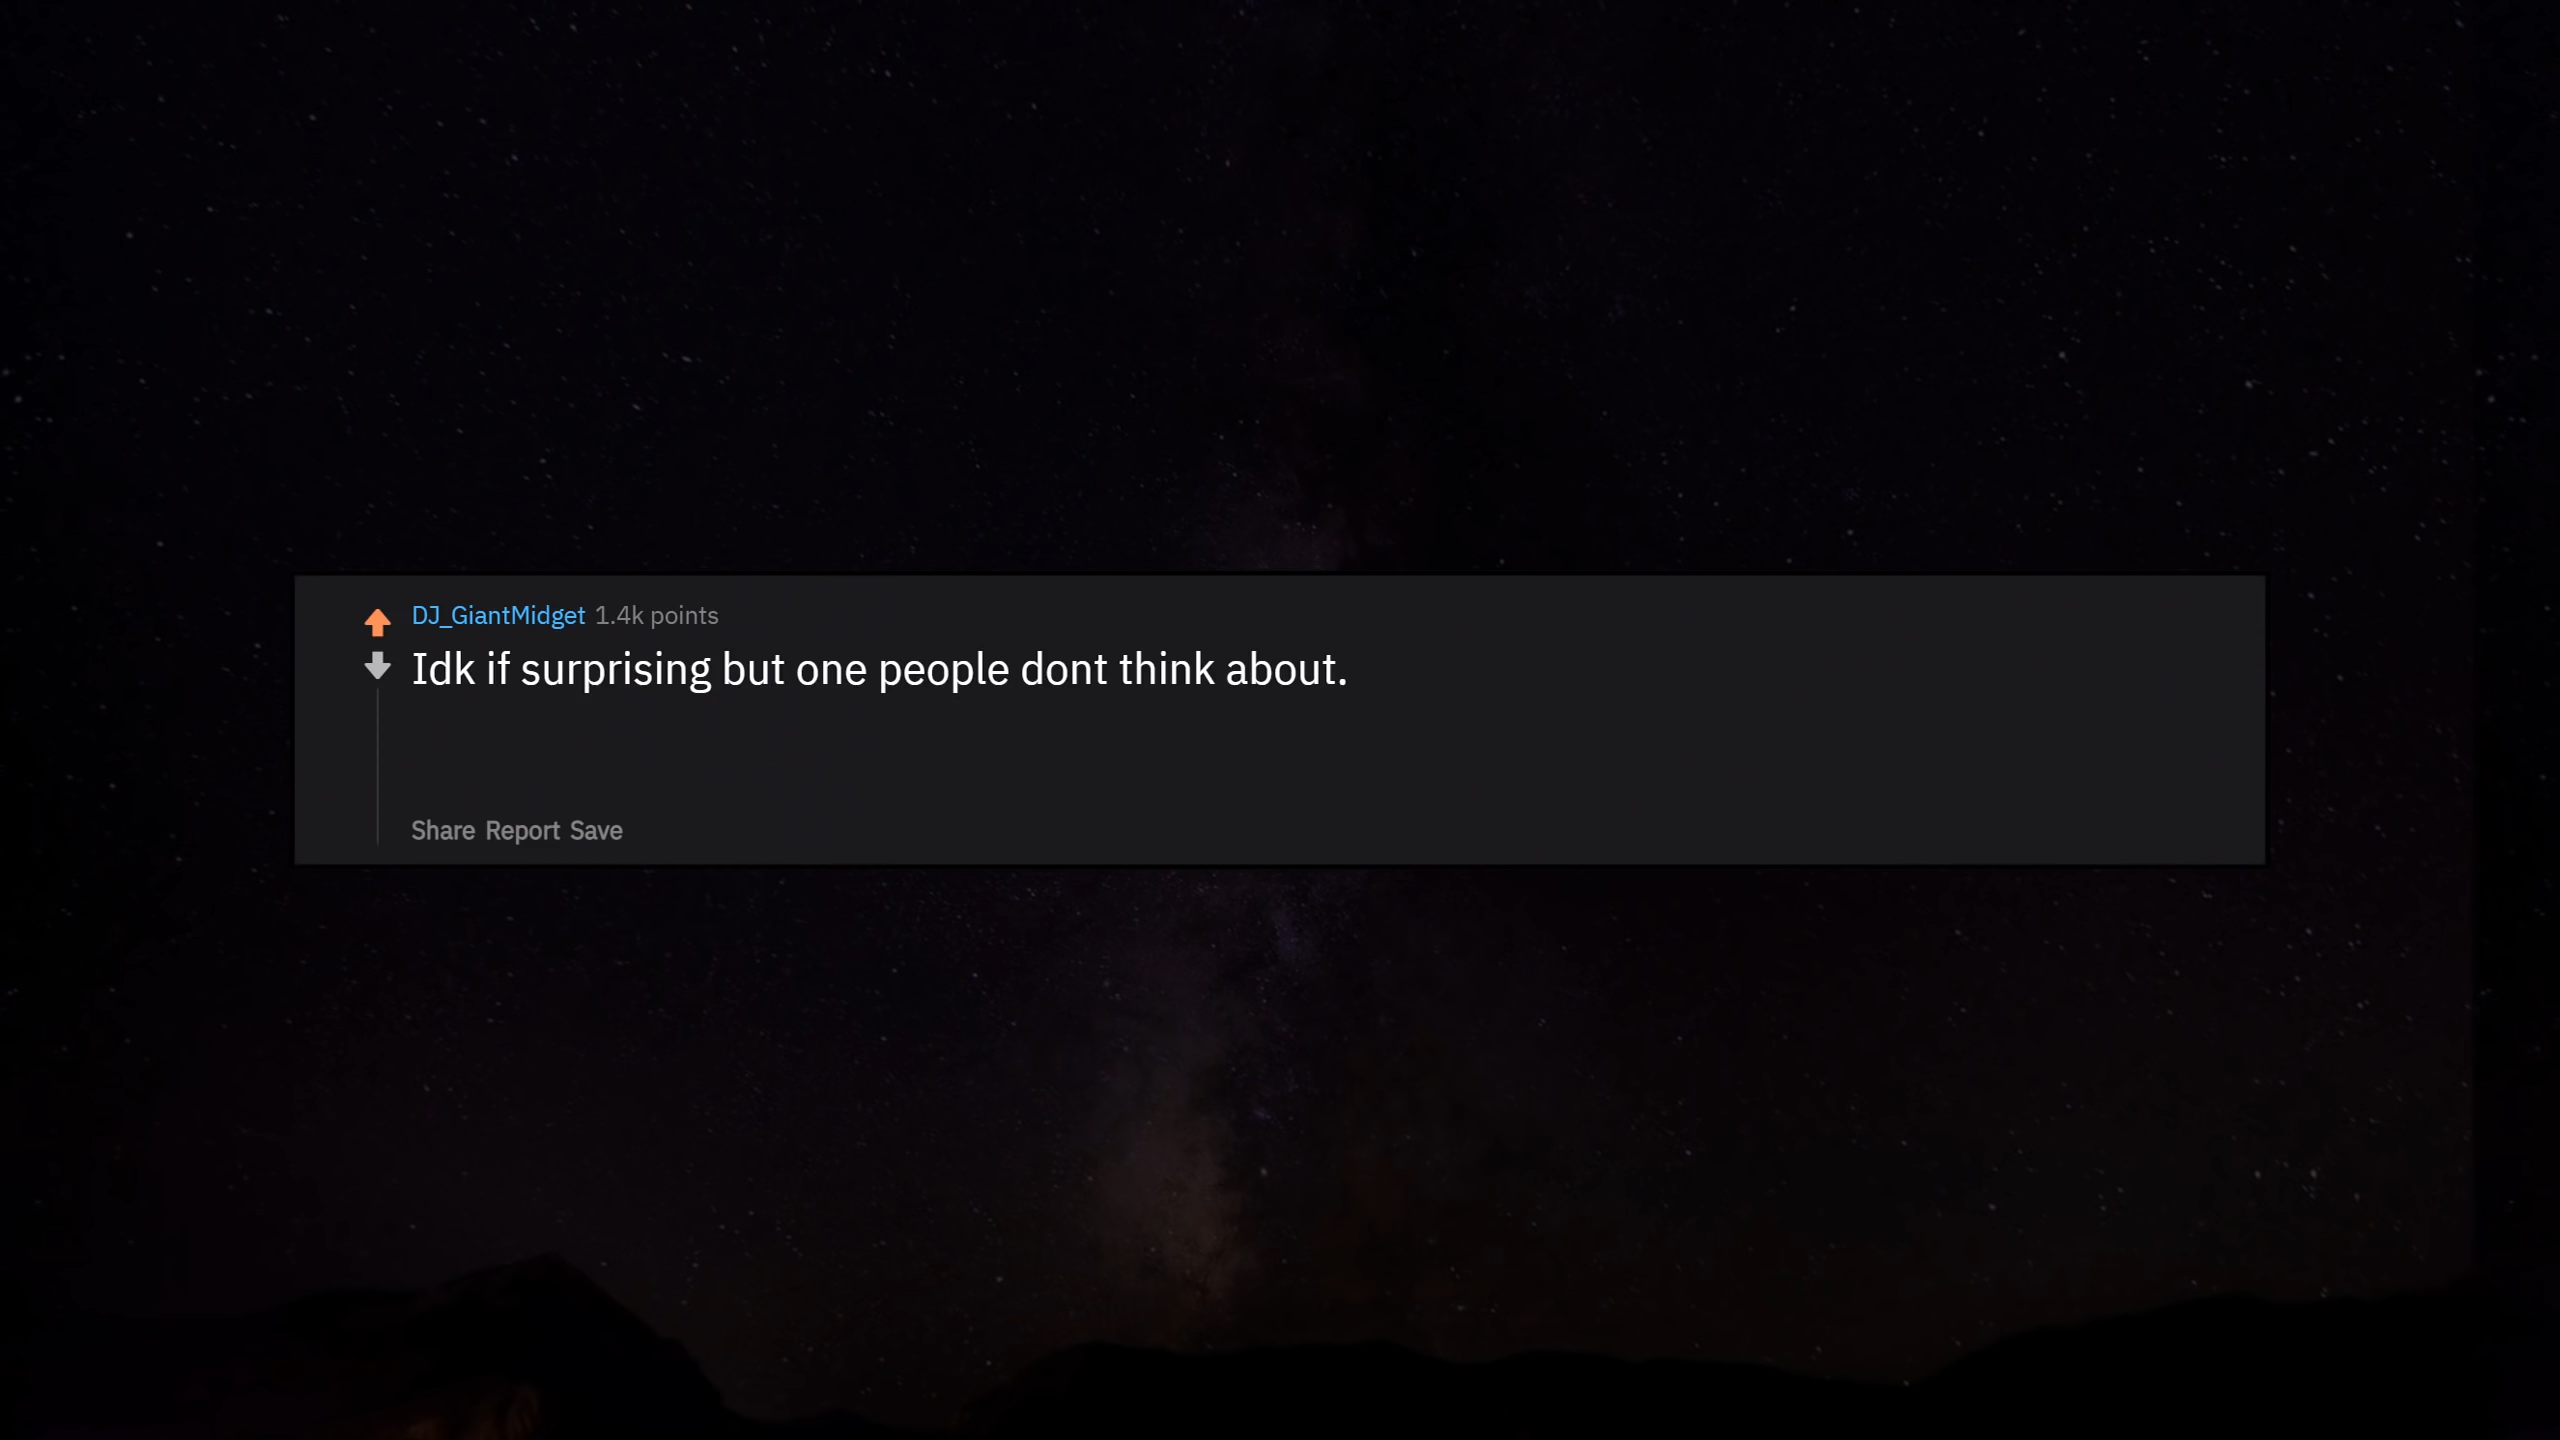 DJ_GiantMidget 1.4k points
Idk if surprising but one people dont think about.
Share Report Save